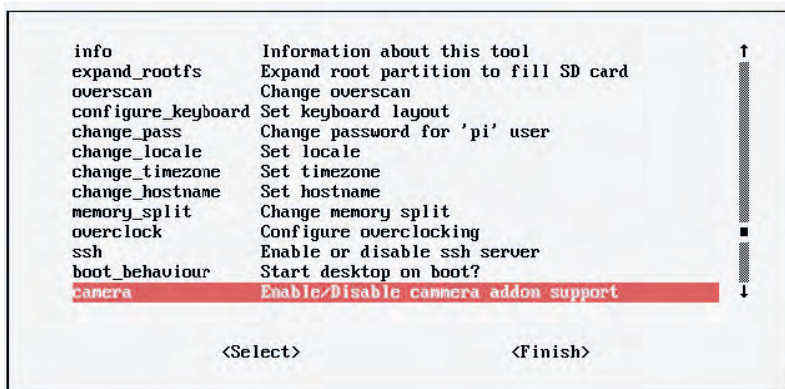 info Information about this tool
expand_rootfs Expand root partition to fill SD card
overscan Change overscan
configure_keyboard Set keyboard layout
change_pass Change password for 'pi' user
change_locale Set locale
change_timezone Set timezone
change_hostname Set hostname
memory_split Change memory split
overclock Configure overclocking
ssh Enable or disable ssh server
boot_behaviour Start desktop on boot?
camera Enable/Disable cammera addon support
<Select> <Finish>